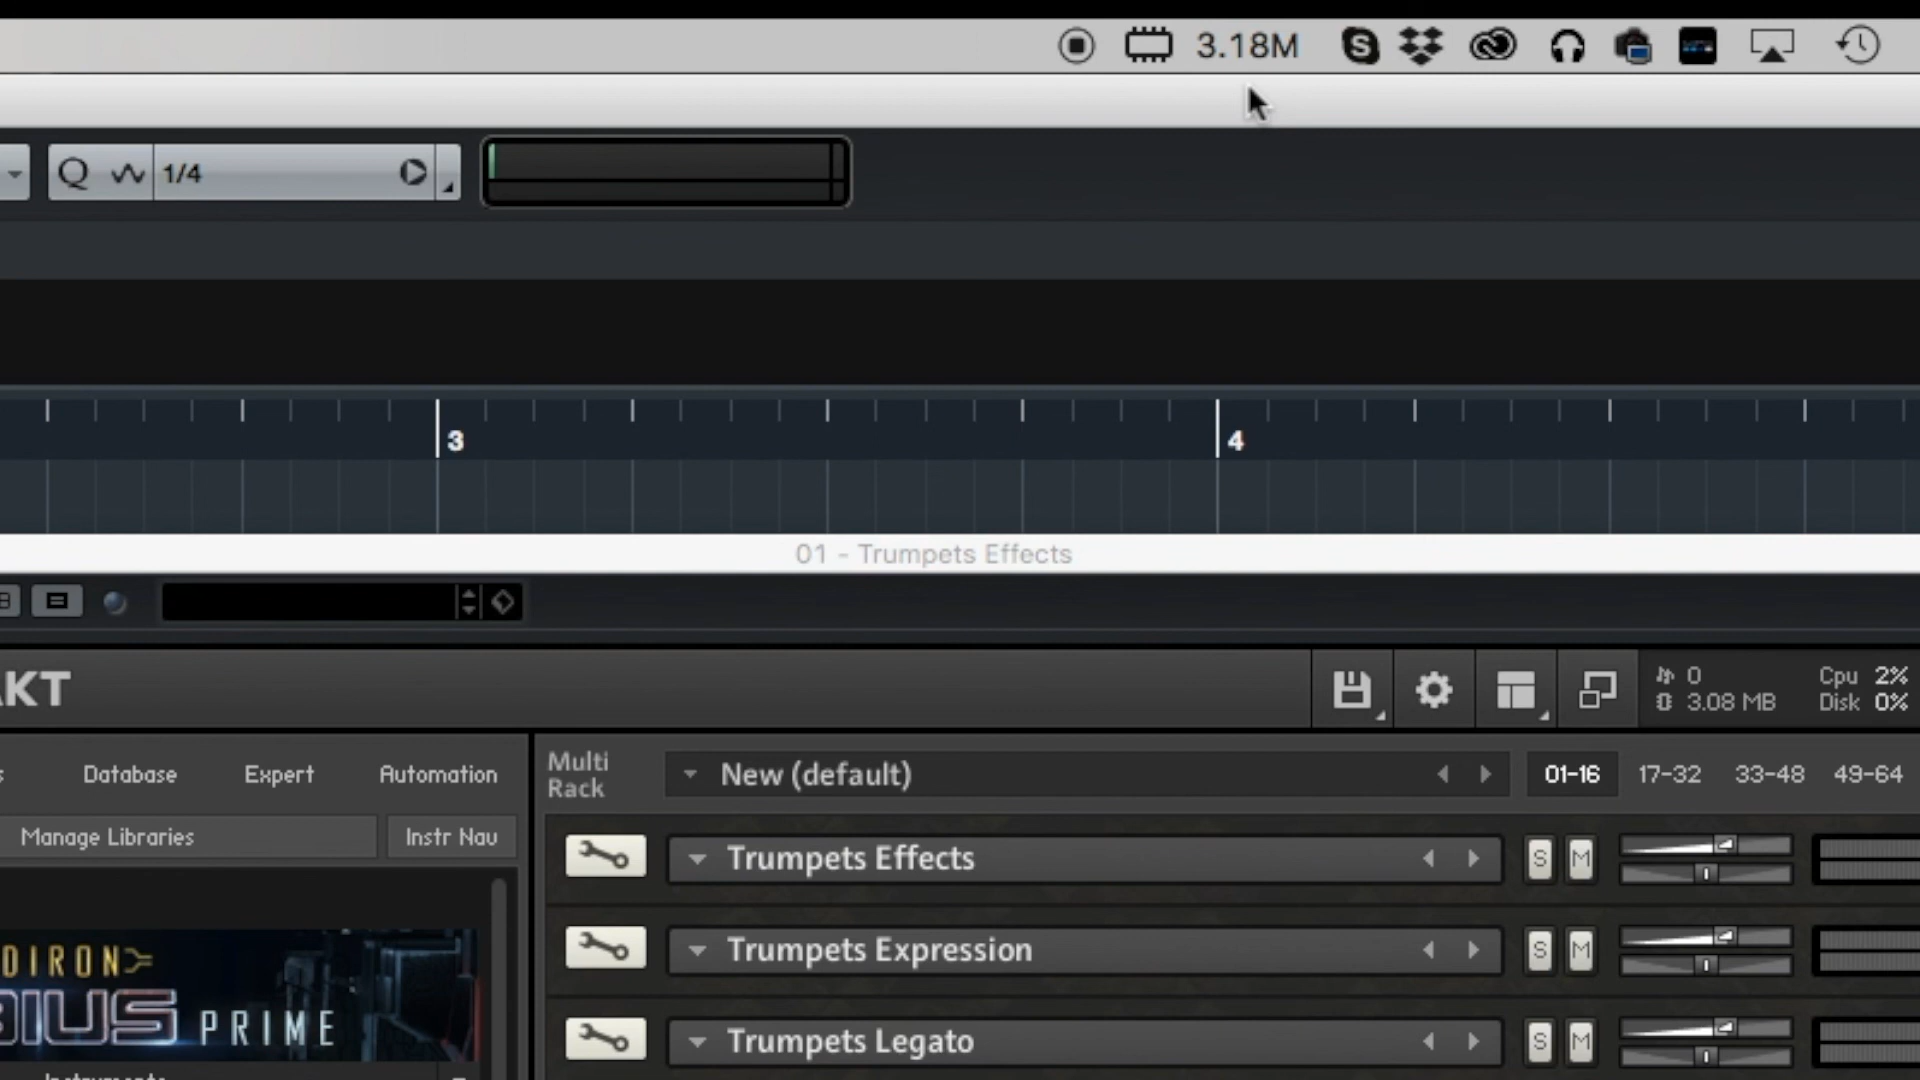 3.18M
Q 1/4
3
4
01 - Trumpets Effects
AKT
0
3.08 MB
Cpu 2%
Disk 0%
Database Expert Automation
Multi
Rack
New (default)
01-16 17-32 33-48 49-64
Manage Libraries
Instr Nav
Trumpets Effects
S M
Trumpets Expression
S M
DIRON
PRIME
Trumpets Legato
S M